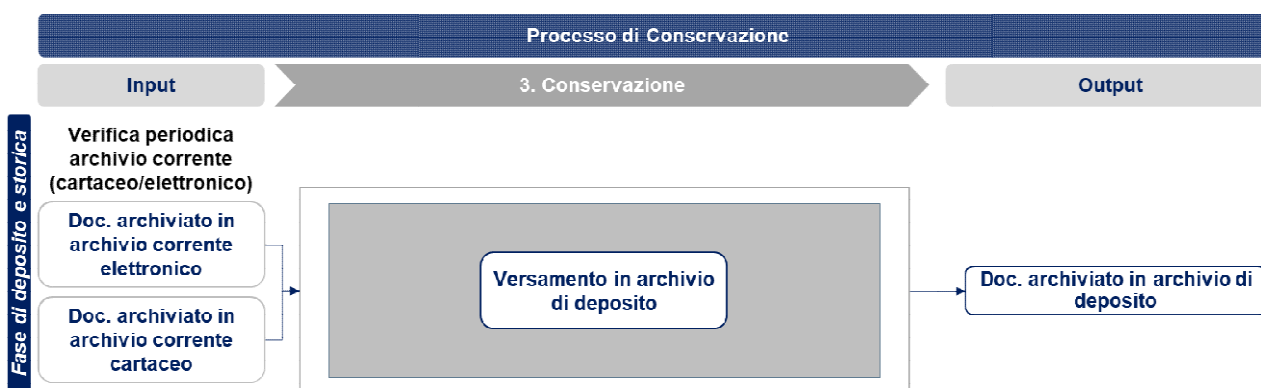 Processo di Conservazione
Input
3. Conservazione
Output
Fase di deposito e storica
Verifica periodica
archivio corrente
(cartaceo/elettronico)
Doc. archiviato in
archivio corrente
elettronico
Doc. archiviato in
archivio corrente
cartaceo
Versamento in archivio
di deposito
Doc. archiviato in archivio di
deposito